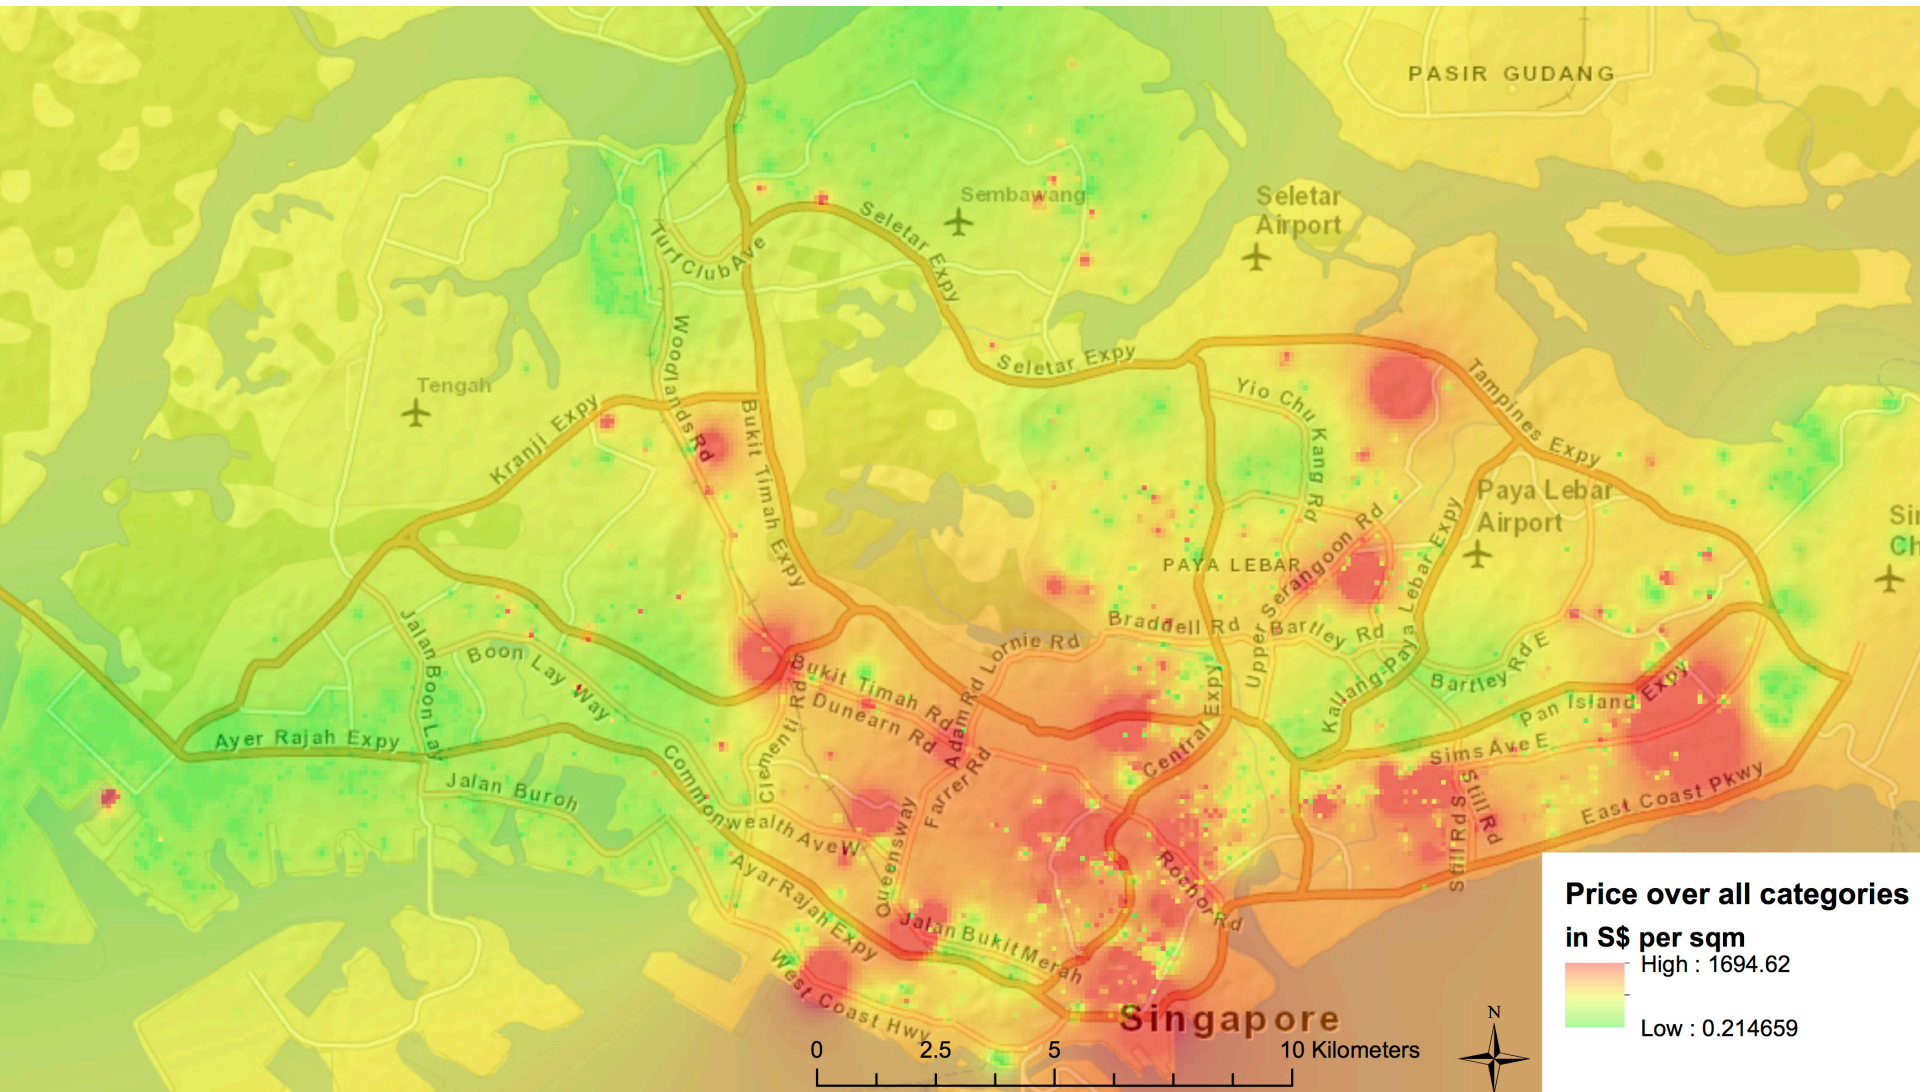 PASIR GUDANG
Sembawang
Seletar
Airport
Seletar Expy
Turf Club Ave
Woodlands Rd
Tengah
Kranji Expy
Bukit Timah Expy
Seletar Expy
Yio Chu Kang Rd
Tampines Expy
Paya Lebar
Airport
PAYA LEBAR
Upper Serangoon Rd
Kallang-Paya Lebar Expy
Braddell Rd
Bartley Rd
Bartley Rd E
Lornie Rd
Jalan Boon Lay
Boon Lay Way
Bukit Timah Rd
Dunearn Rd
Adam Rd
Farrer Rd
Clementi Rd
Central Expy
Pan Island Expy
Sims Ave E
Still Rd S
Still Rd
East Coast Pkwy
Ayer Rajah Expy
Jalan Buroh
Commonwealth Ave W
Queensway
Ayar Rajah Expy
Jalan Bukit Merah
Rochor Rd
West Coast Hwy
Singapore
0 2.5 5 10 Kilometers
N
Price over all categories
in S$ per sqm
High : 1694.62
Low : 0.214659